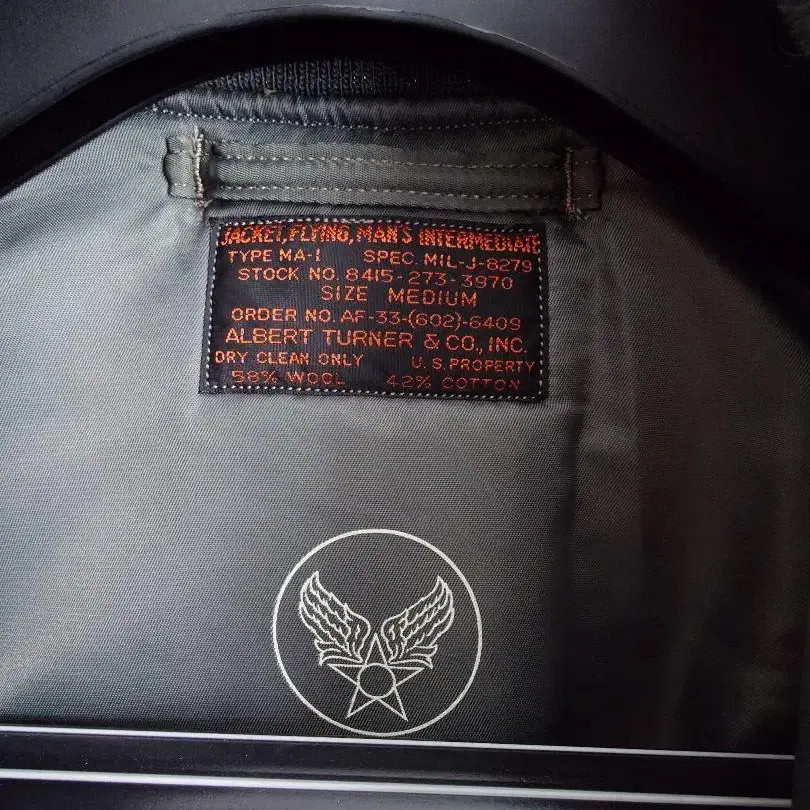 JACKET, FLYING, MAN'S INTERMEDIATE
TYPE MA-1 SPEC. MIL-J-8279
STOCK NO. 8415-273-3970
SIZE MEDIUM
ORDER NO. AF-33-(602)-6409
ALBERT TURNER & CO., INC.
DRY CLEAN ONLY U.S. PROPERTY
58% WOOL 42% COTTON